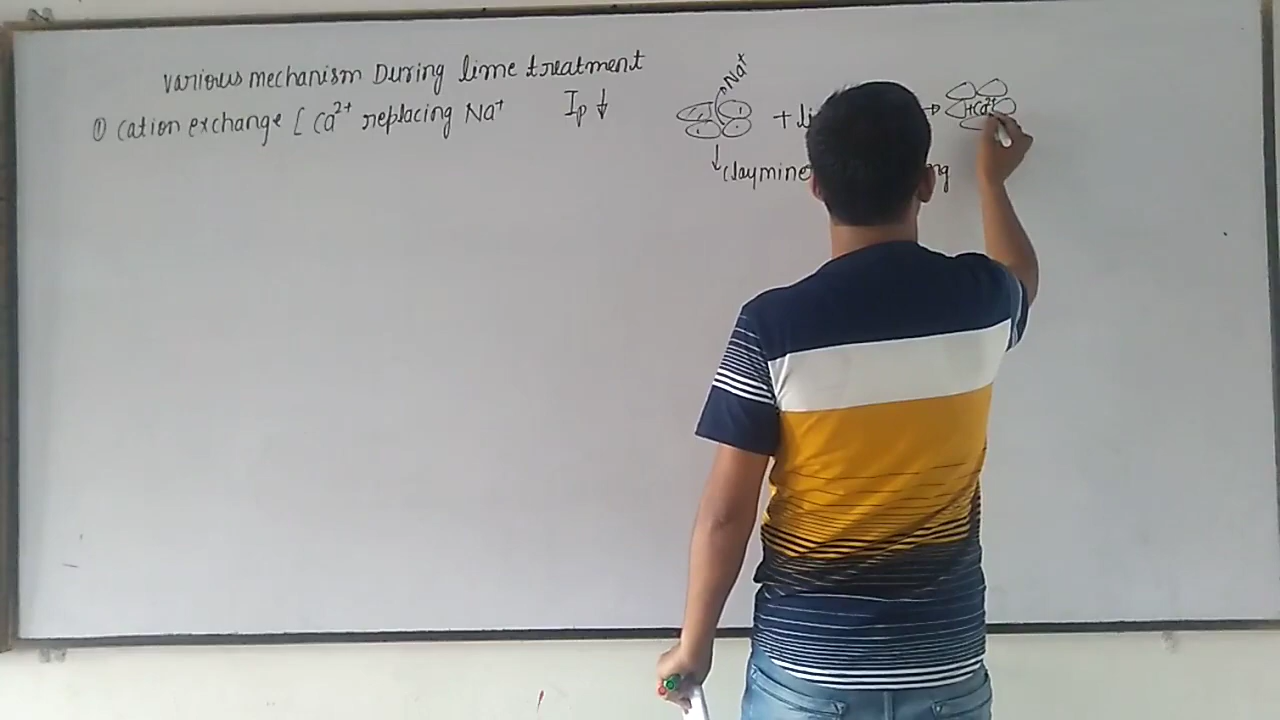 various mechanism During lime treatment
① cation exchange [ Ca²⁺ replacing Na⁺ Ip ↓
Na⁺
+ li
→
+Ca²⁺
↓ Claymine
ng